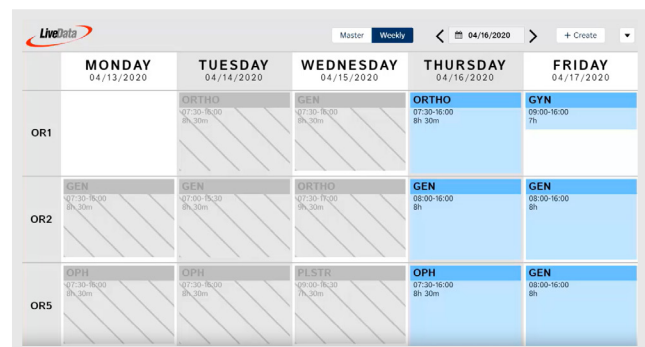 LiveData
Master Weekly 04/16/2020 + Create
MONDAY TUESDAY WEDNESDAY THURSDAY FRIDAY
04/13/2020 04/14/2020 04/15/2020 04/16/2020 04/17/2020
OR1
ORTHO GEN ORTHO GYN
07:30-16:00 07:30-16:00 07:30-16:00 09:00-16:00
8h 30m 8h 30m 8h 30m 7h
OR2
GEN GEN ORTHO GEN GEN
07:30-16:00 07:00-15:30 07:30-17:00 08:00-16:00 08:00-16:00
8h 30m 8h 30m 9h 30m 8h 8h
OR5
OPH OPH PLSTR OPH GEN
07:30-16:00 07:30-16:00 09:00-16:30 07:30-16:00 08:00-16:00
8h 30m 8h 30m 7h 30m 8h 30m 8h